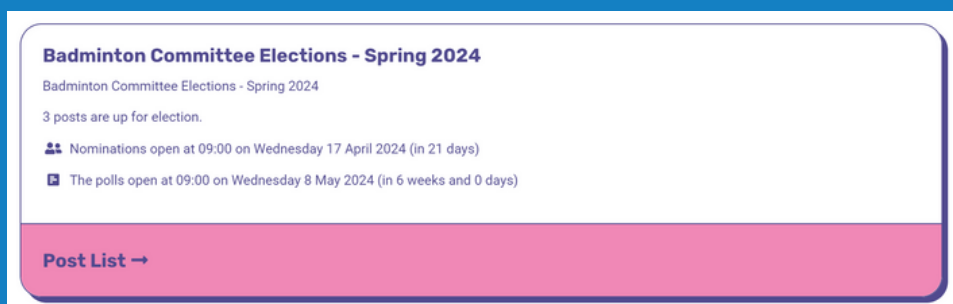 Badminton Committee Elections - Spring 2024
Badminton Committee Elections - Spring 2024
3 posts are up for election.
Nominations open at 09:00 on Wednesday 17 April 2024 (in 21 days)
The polls open at 09:00 on Wednesday 8 May 2024 (in 6 weeks and 0 days)
Post List →